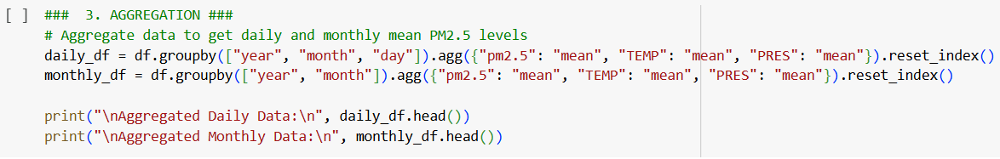 [ ] ###  3. AGGREGATION ###
# Aggregate data to get daily and monthly mean PM2.5 levels
daily_df = df.groupby(["year", "month", "day"]).agg({"pm2.5": "mean", "TEMP": "mean", "PRES": "mean"}).reset_index()
monthly_df = df.groupby(["year", "month"]).agg({"pm2.5": "mean", "TEMP": "mean", "PRES": "mean"}).reset_index()
print("\nAggregated Daily Data:\n", daily_df.head())
print("\nAggregated Monthly Data:\n", monthly_df.head())